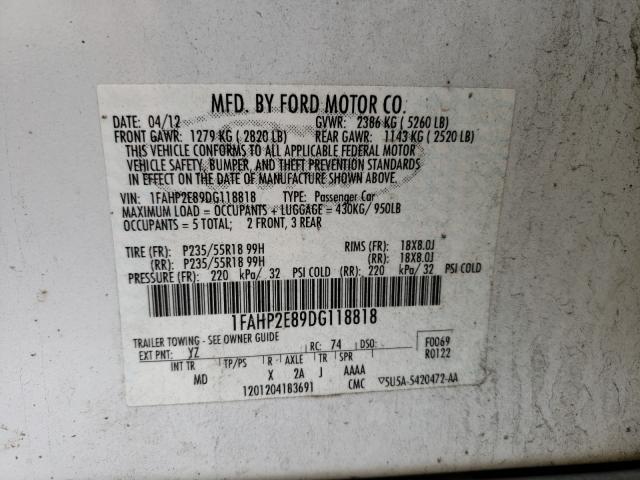 MFD. BY FORD MOTOR CO.
DATE: 04/12 GVWR: 2386 KG ( 5260 LB)
FRONT GAWR: 1279 KG ( 2820 LB) REAR GAWR: 1143 KG ( 2520 LB)
THIS VEHICLE CONFORMS TO ALL APPLICABLE FEDERAL MOTOR
VEHICLE SAFETY, BUMPER, AND THEFT PREVENTION STANDARDS
IN EFFECT ON THE DATE OF MANUFACTURE SHOWN ABOVE.
VIN: 1FAHP2E89DG118818 TYPE: Passenger Car
MAXIMUM LOAD = OCCUPANTS + LUGGAGE = 430KG/ 950LB
OCCUPANTS = 5 TOTAL; 2 FRONT, 3 REAR
TIRE (FR): P235/55R18 99H RIMS (FR): 18X8.0J
(RR): P235/55R18 99H (RR): 18X8.0J
PRESSURE (FR): 220 kPa/ 32 PSI COLD (RR): 220 kPa/ 32 PSI COLD
1FAHP2E89DG118818
TRAILER TOWING - SEE OWNER GUIDE
EXT PNT: YZ RC: 74 DSO: F0069
R0122
INT TR TP/PS R AXLE TR SPR
MD X 2A J AAAA
1201204183691 CMC ▽5U5A-5420472-AA